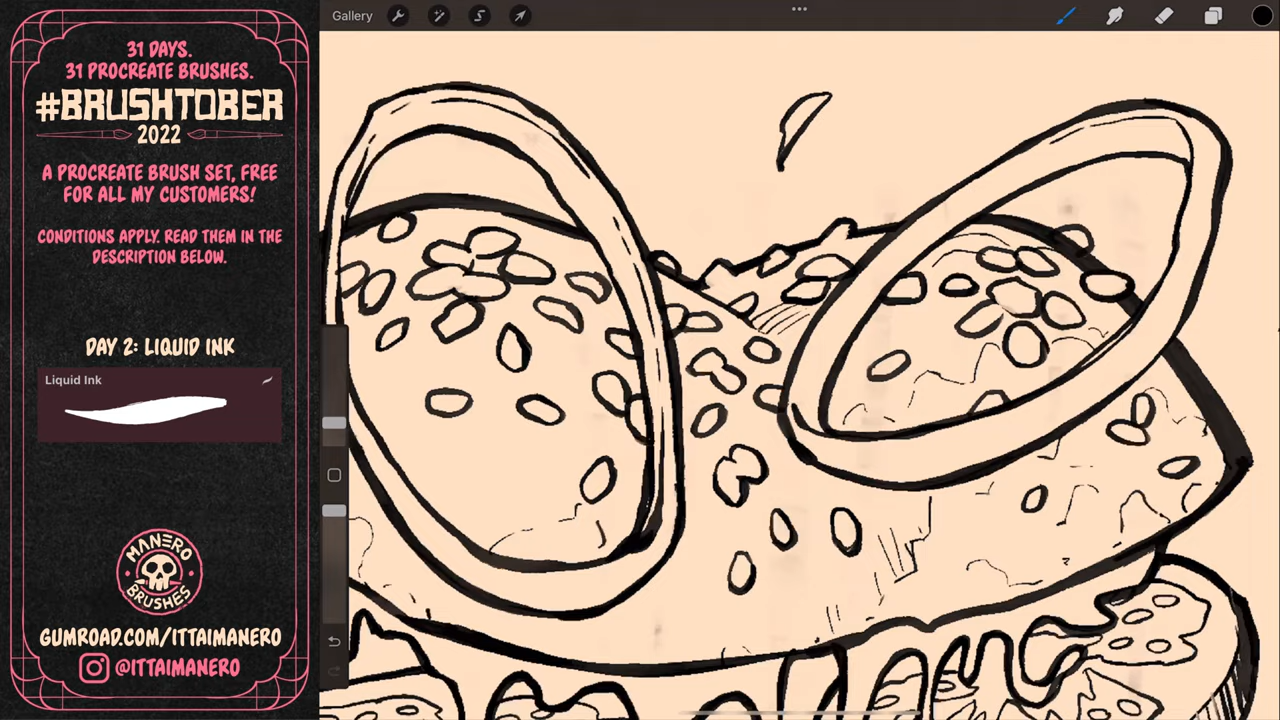 31 DAYS.
31 PROCREATE BRUSHES.
#BRUSHTOBER
2022
A PROCREATE BRUSH SET, FREE
FOR ALL MY CUSTOMERS!
CONDITIONS APPLY. READ THEM IN THE
DESCRIPTION BELOW.
DAY 2: LIQUID INK
Liquid Ink
MANERO
BRUSHES
GUMROAD.COM/ITTAIMANERO
@ITTAIMANERO
Gallery